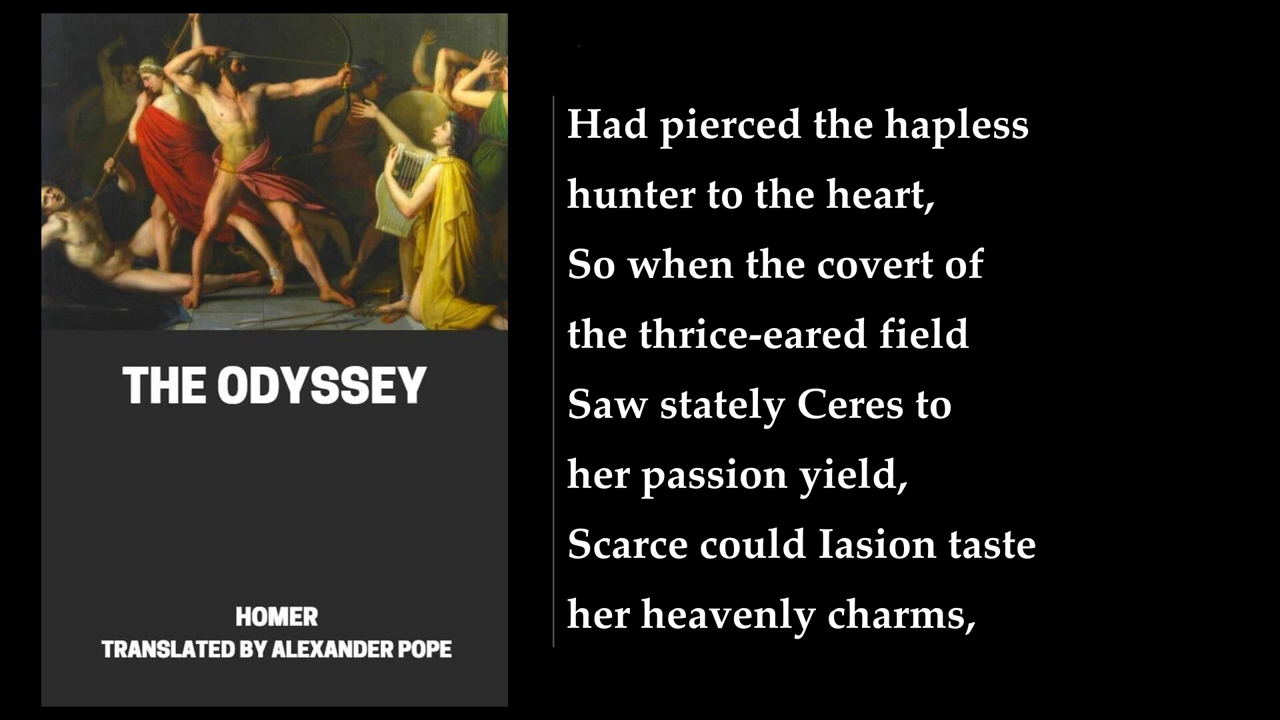 THE ODYSSEY
HOMER
TRANSLATED BY ALEXANDER POPE
Had pierced the hapless
hunter to the heart,
So when the covert of
the thrice-eared field
Saw stately Ceres to
her passion yield,
Scarce could Iasion taste
her heavenly charms,